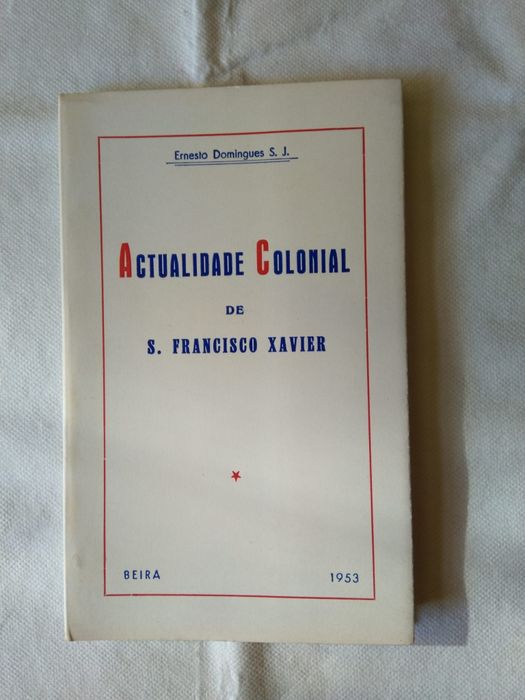 Ernesto Domingues S. J.
ACTUALIDADE COLONIAL
DE
S. FRANCISCO XAVIER
BEIRA 1953